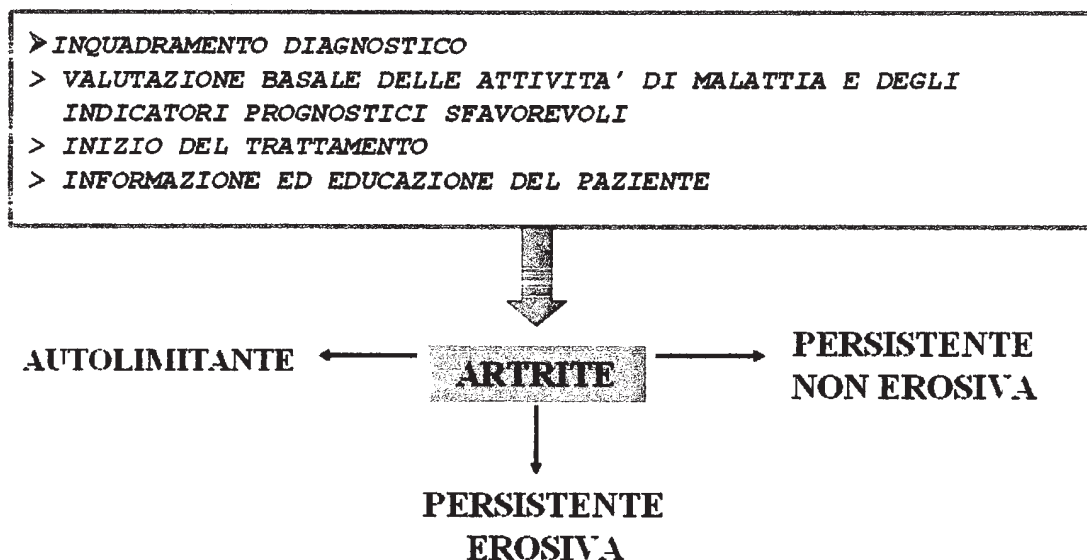 ➤INQUADRAMENTO DIAGNOSTICO
> VALUTAZIONE BASALE DELLE ATTIVITA' DI MALATTIA E DEGLI
INDICATORI PROGNOSTICI SFAVOREVOLI
> INIZIO DEL TRATTAMENTO
> INFORMAZIONE ED EDUCAZIONE DEL PAZIENTE
AUTOLIMITANTE
ARTRITE
PERSISTENTE
NON EROSIVA
PERSISTENTE
EROSIVA